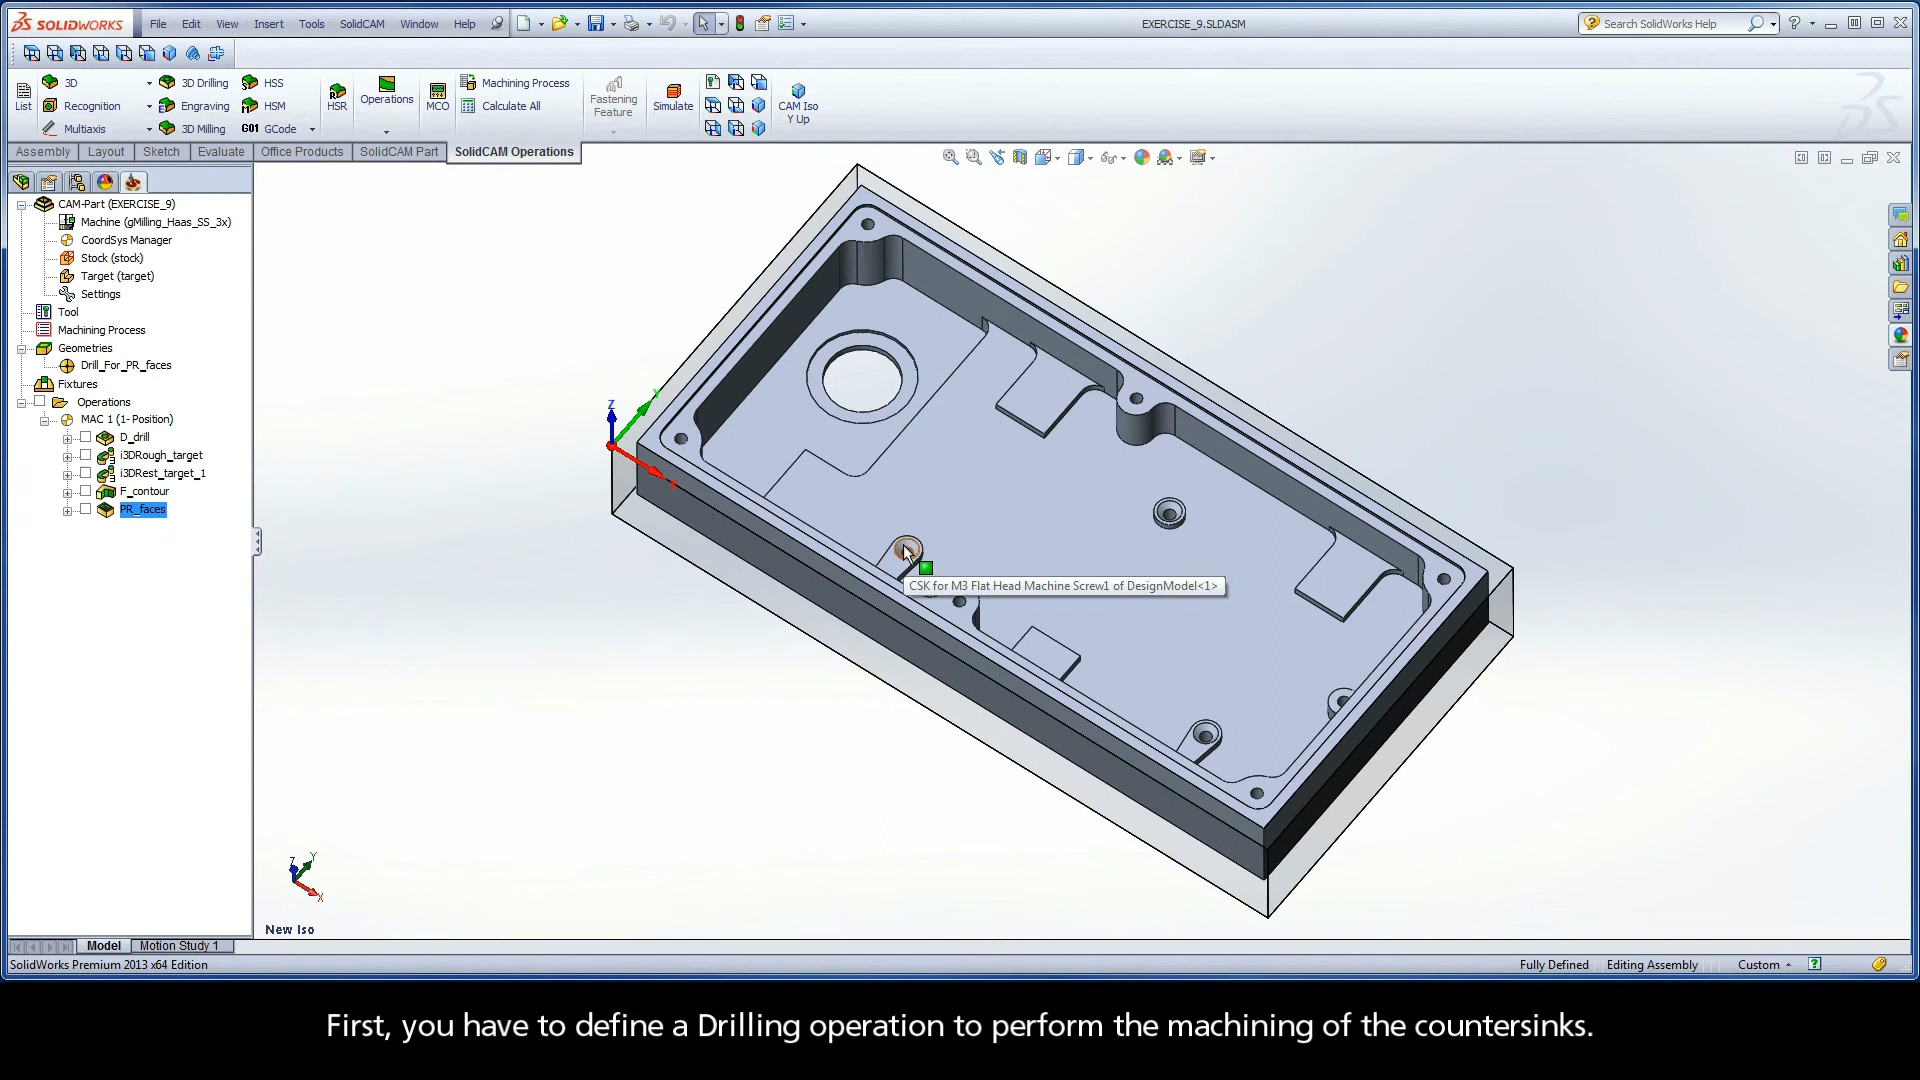 SOLIDWORKS File Edit View Insert Tools SolidCAM Window Help EXERCISE_9.SLDASM Search SolidWorks Help
List 3D 3D Drilling HSS HSR Operations MCO Machining Process Fastening Feature Simulate CAM Iso Y Up
Recognition Engraving HSM Calculate All
Multiaxis 3D Milling G01 GCode
Assembly Layout Sketch Evaluate Office Products SolidCAM Part SolidCAM Operations
CAM-Part (EXERCISE_9)
Machine (gMilling_Haas_SS_3x)
CoordSys Manager
Stock (stock)
Target (target)
Settings
Tool
Machining Process
Geometries
Drill_For_PR_faces
Fixtures
Operations
MAC 1 (1- Position)
D_drill
i3DRough_target
i3DRest_target_1
F_contour
PR_faces
Z
CSK for M3 Flat Head Machine Screw1 of DesignModel<1>
Z Y X
New Iso
Model Motion Study 1
SolidWorks Premium 2013 x64 Edition Fully Defined Editing Assembly Custom
First, you have to define a Drilling operation to perform the machining of the countersinks.